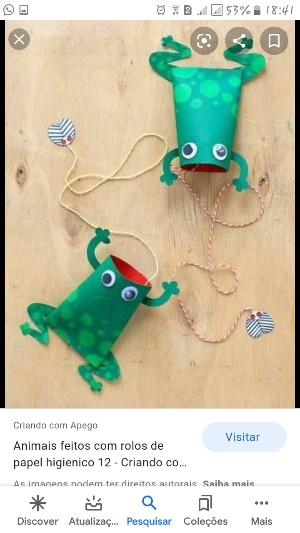 53% 18:41
Criando com Apego
Animais feitos com rolos de
papel higienico 12 - Criando co...
Visitar
As imagens podem ter direitos autorais. Saiba mais
Discover Atualizaç... Pesquisar Coleções Mais